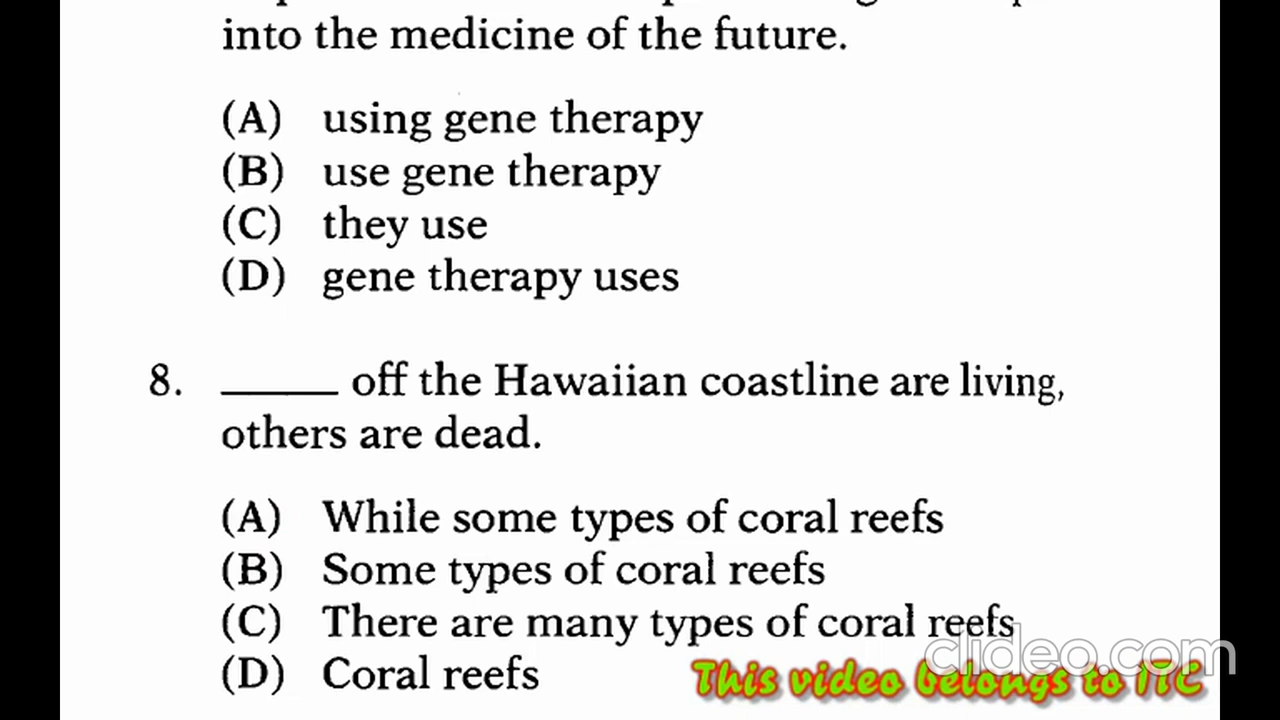 into the medicine of the future.
(A) using gene therapy
(B) use gene therapy
(C) they use
(D) gene therapy uses
8. _____ off the Hawaiian coastline are living,
others are dead.
(A) While some types of coral reefs
(B) Some types of coral reefs
(C) There are many types of coral reefs
(D) Coral reefs
clideo.com
This video belongs to ITC